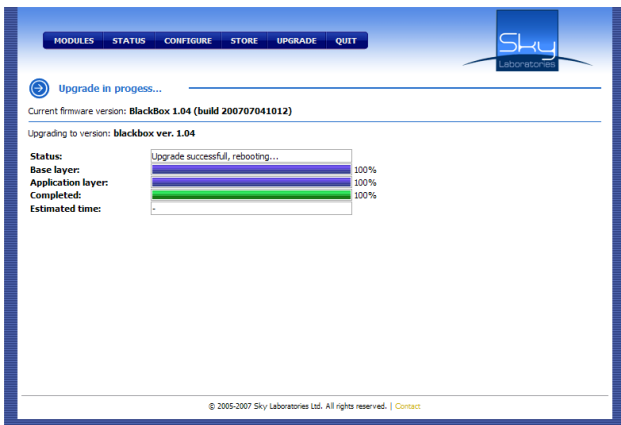 MODULES STATUS CONFIGURE STORE UPGRADE QUIT
Sky
Laboratories
Upgrade in progess...
Current firmware version: BlackBox 1.04 (build 200707041012)
Upgrading to version: blackbox ver. 1.04
Status: Upgrade successfull, rebooting...
Base layer: 100%
Application layer: 100%
Completed: 100%
Estimated time: -
© 2005-2007 Sky Laboratories Ltd. All rights reserved. | Contact